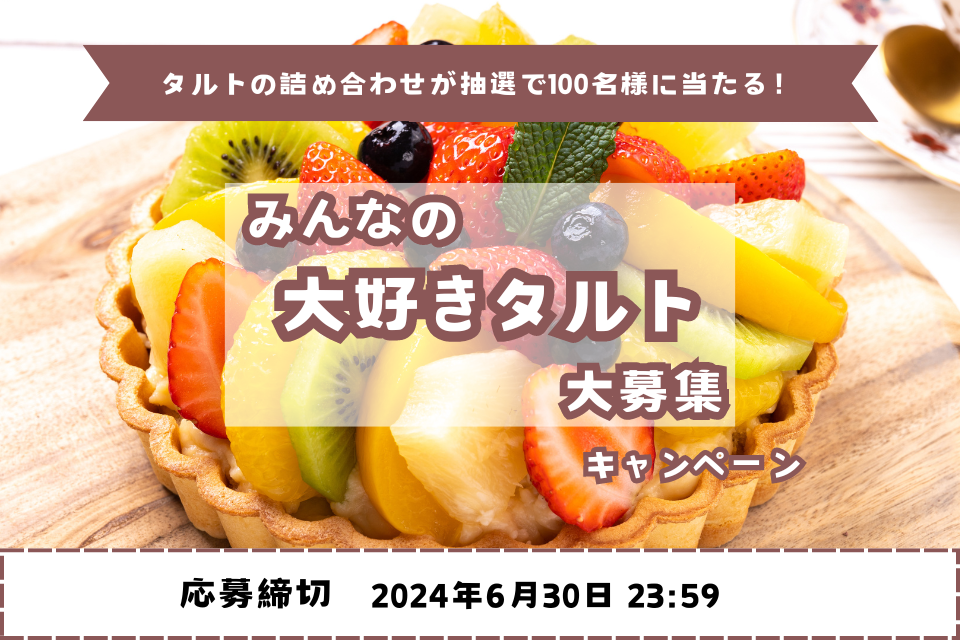 タルトの詰め合わせが抽選で100名様に当たる！
みんなの
大好きタルト
大募集
キャンペーン
応募締切　2024年6月30日 23:59